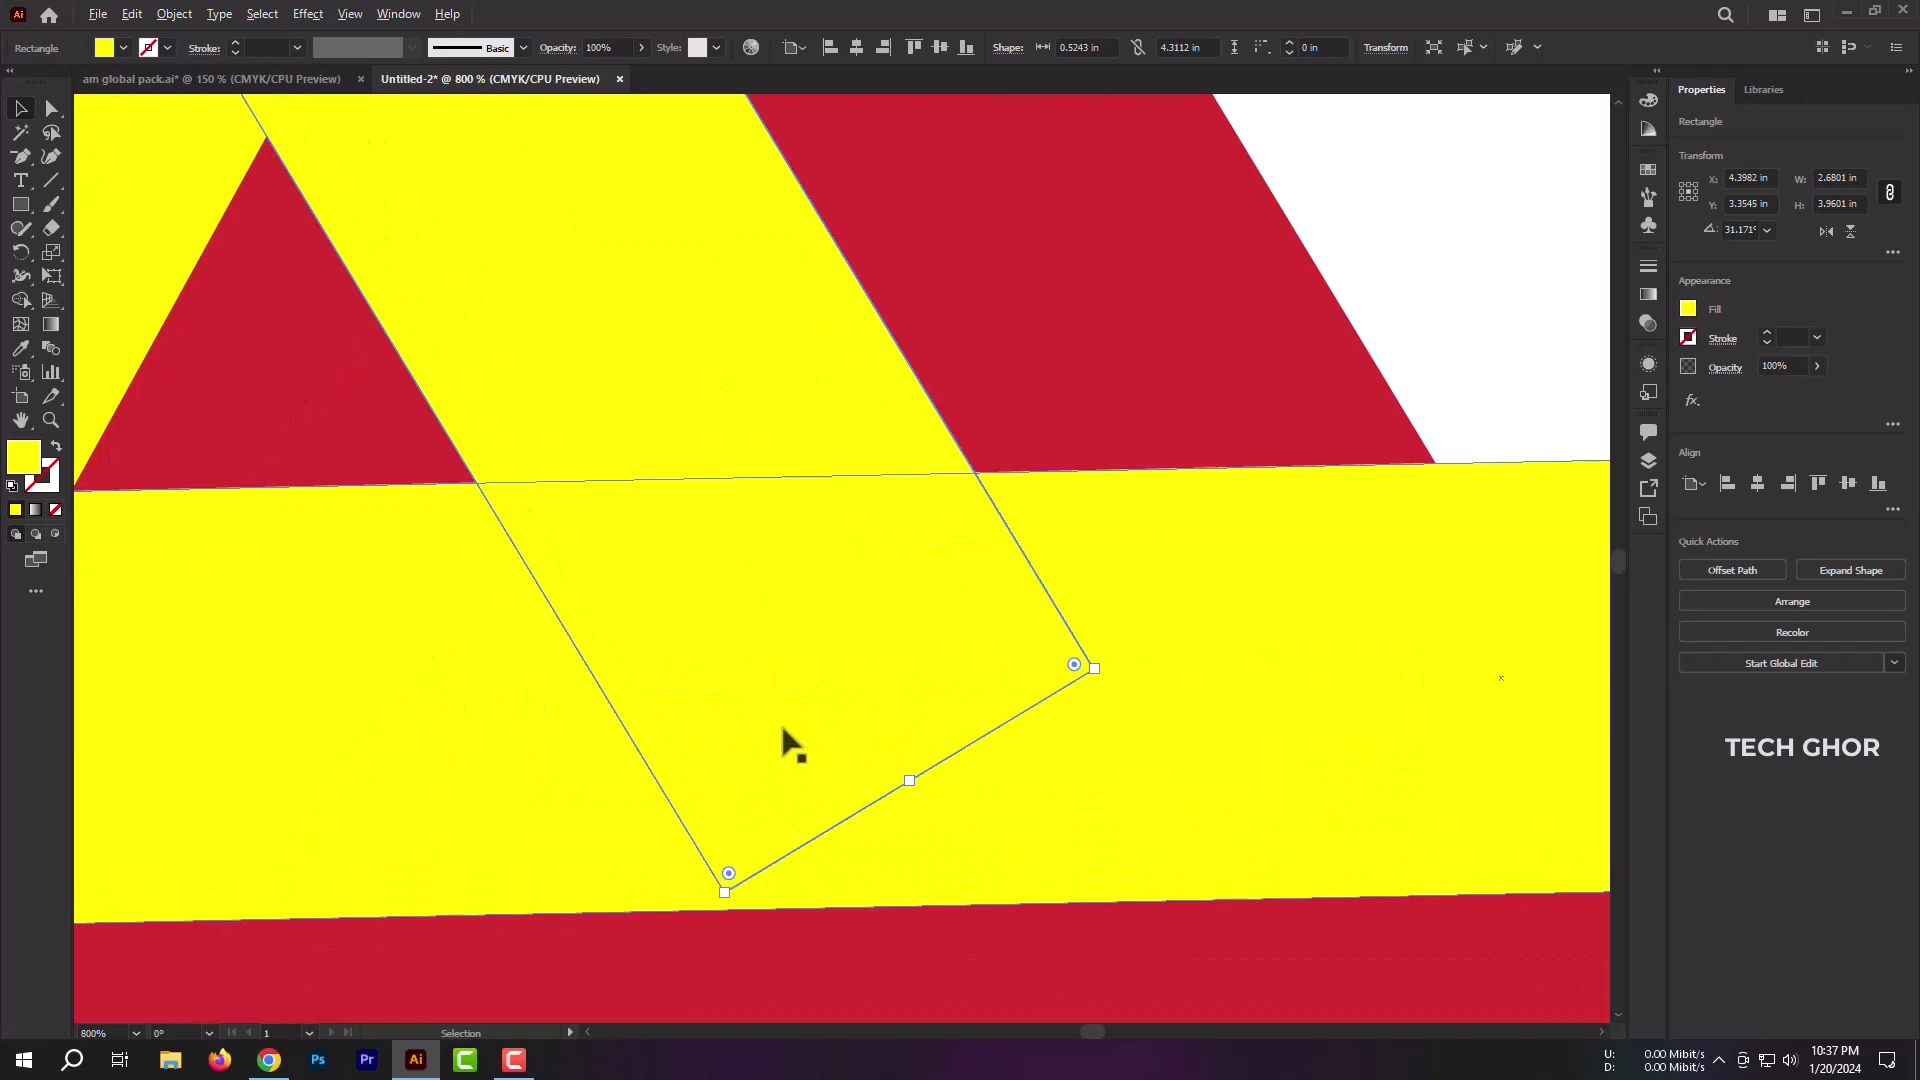 Ai File Edit Object Type Select Effect View Window Help
Rectangle Stroke: Basic Opacity: 100% Style: Shape: 0.5243 in 4.3112 in 0 in Transform
am global pack.ai* @ 150 % (CMYK/CPU Preview) × Untitled-2* @ 800 % (CMYK/CPU Preview) ×
Properties Libraries
Rectangle
Transform
X: 4.3982 in W: 2.6801 in
Y: 3.3545 in H: 3.9601 in
31.171°
Appearance
Fill
Stroke
Opacity 100%
fx.
Align
Quick Actions
Offset Path Expand Shape
Arrange
Recolor
Start Global Edit
TECH GHOR
800% 0° 1 Selection
Ps Pr Ai C C
U: 0.00 Mibit/s
D: 0.00 Mibit/s
10:37 PM
1/20/2024